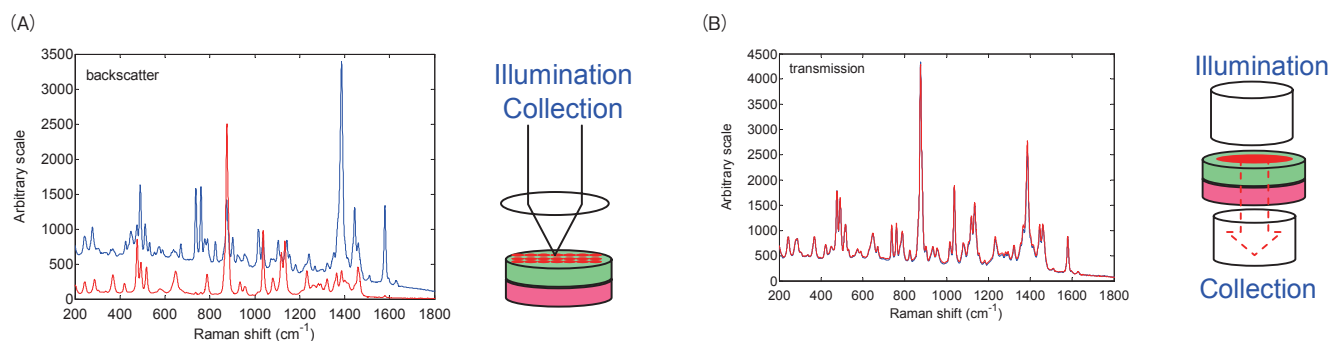 (A)
3500
3000
2500
2000
1500
1000
500
0
backscatter
Arbitrary scale
200 400 600 800 1000 1200 1400 1600 1800
Raman shift (cm⁻¹)
Illumination
Collection
(B)
4500
4000
3500
3000
2500
2000
1500
1000
500
0
transmission
Arbitrary scale
200 400 600 800 1000 1200 1400 1600 1800
Raman shift (cm⁻¹)
Illumination
Collection